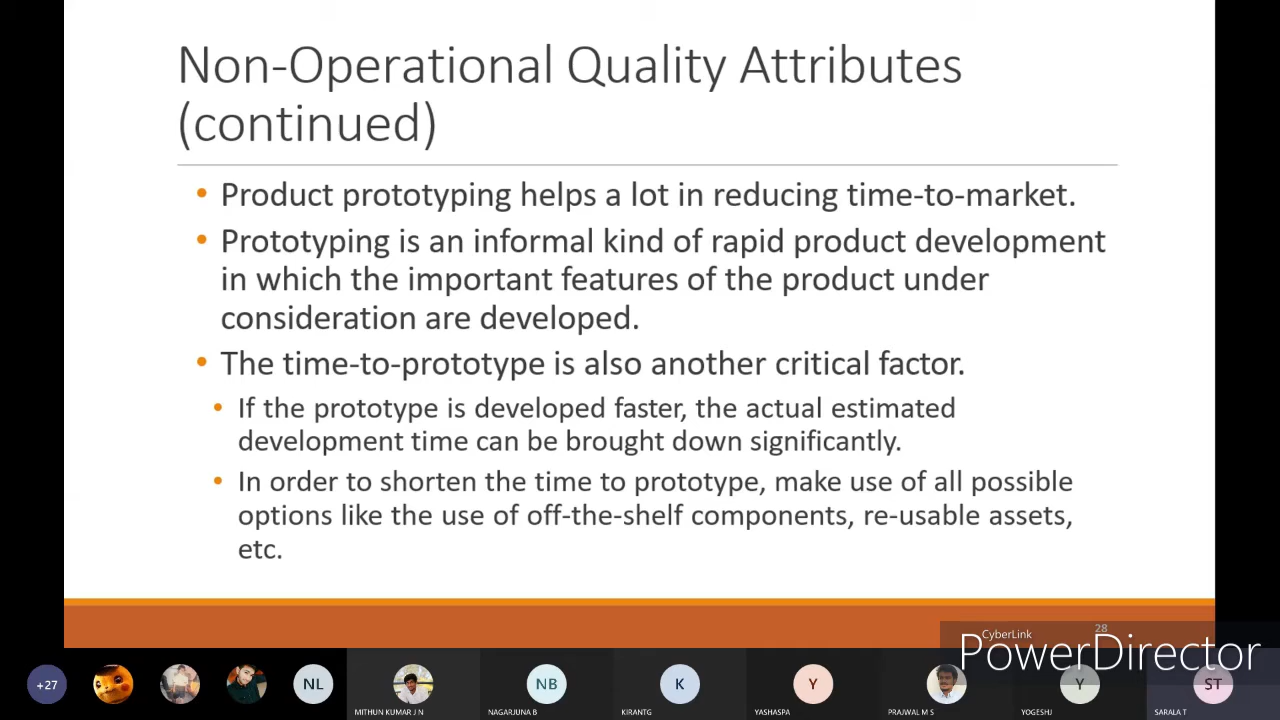 Non-Operational Quality Attributes
(continued)
• Product prototyping helps a lot in reducing time-to-market.
• Prototyping is an informal kind of rapid product development
in which the important features of the product under
consideration are developed.
• The time-to-prototype is also another critical factor.
• If the prototype is developed faster, the actual estimated
development time can be brought down significantly.
• In order to shorten the time to prototype, make use of all possible
options like the use of off-the-shelf components, re-usable assets,
etc.
28
CyberLink
PowerDirector
+27
NL
NB
K
Y
Y
ST
MITHUN KUMAR J N
NAGARJUNA B
KIRANTG
YASHASPA
PRAJWAL M S
YOGESHJ
SARALA T